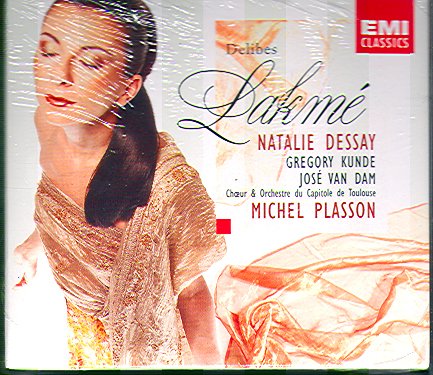 EMI
CLASSICS
Delibes
Lakmé
NATALIE DESSAY
GREGORY KUNDE
JOSÉ VAN DAM
Chœur & Orchestre du Capitole de Toulouse
MICHEL PLASSON